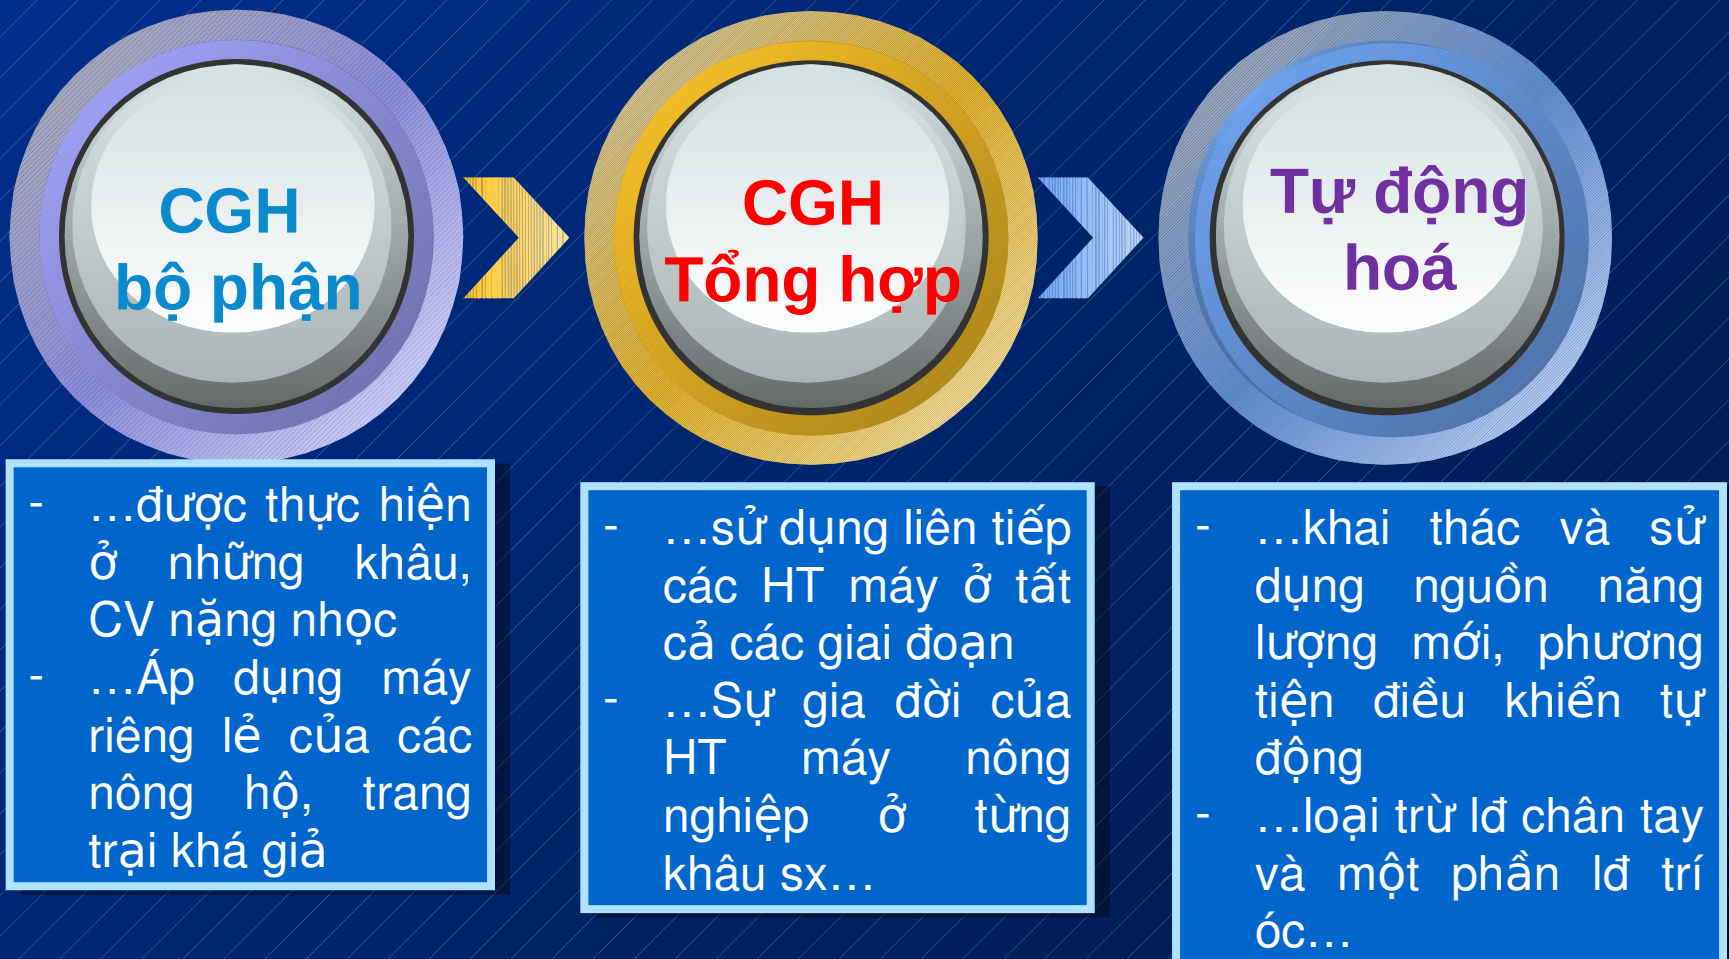 CGH
bộ phận
CGH
Tổng hợp
Tự động
hoá
- …được thực hiện
ở những khâu,
CV nặng nhọc
- …Áp dụng máy
riêng lẻ của các
nông hộ, trang
trại khá giả
- …sử dụng liên tiếp
các HT máy ở tất
cả các giai đoạn
- …Sự gia đời của
HT máy nông
nghiệp ở từng
khâu sx…
- …khai thác và sử
dụng nguồn năng
lượng mới, phương
tiện điều khiển tự
động
- …loại trừ lđ chân tay
và một phần lđ trí
óc…